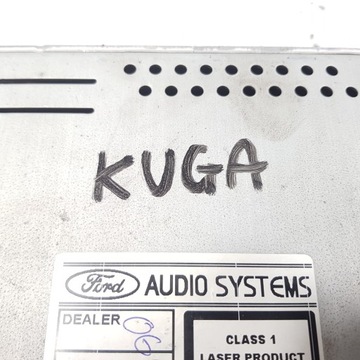 KUGA
Ford AUDIO SYSTEMS
DEALER
CLASS 1
LASER PRODUCT